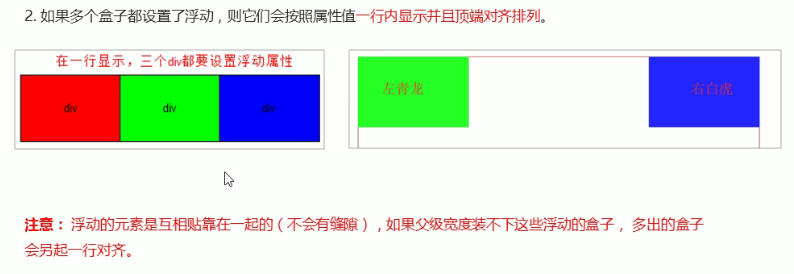 2. 如果多个盒子都设置了浮动，则它们会按照属性值一行内显示并且顶端对齐排列。
在一行显示，三个div都要设置浮动属性
div
div
div
左青龙
右白虎
注意： 浮动的元素是互相贴靠在一起的（不会有缝隙），如果父级宽度装不下这些浮动的盒子， 多出的盒子
会另起一行对齐。